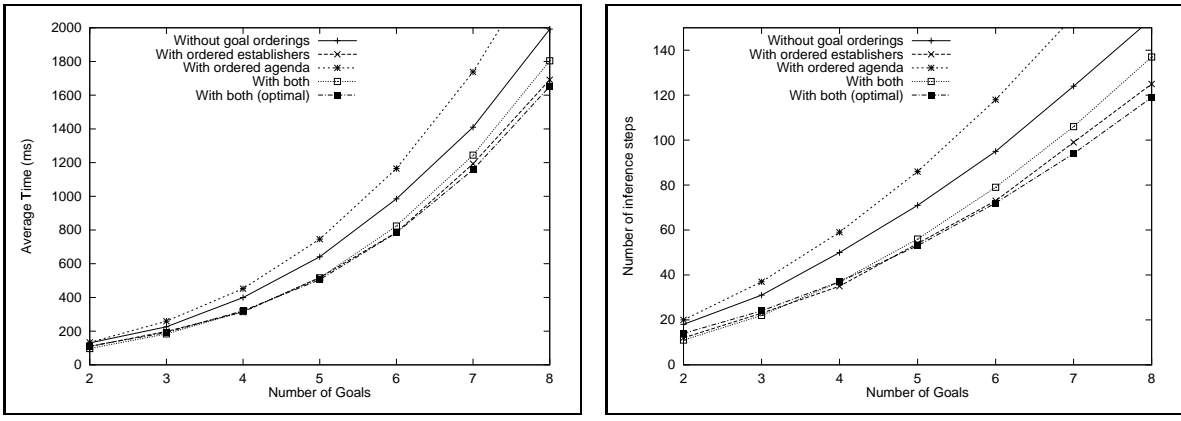 2000
1800
1600
1400
1200
1000
800
600
400
200
0
Average Time (ms)
Without goal orderings
With ordered establishers
With ordered agenda
With both
With both (optimal)
2 3 4 5 6 7 8
Number of Goals
140
120
100
80
60
40
20
0
Number of inference steps
Without goal orderings
With ordered establishers
With ordered agenda
With both
With both (optimal)
2 3 4 5 6 7 8
Number of Goals